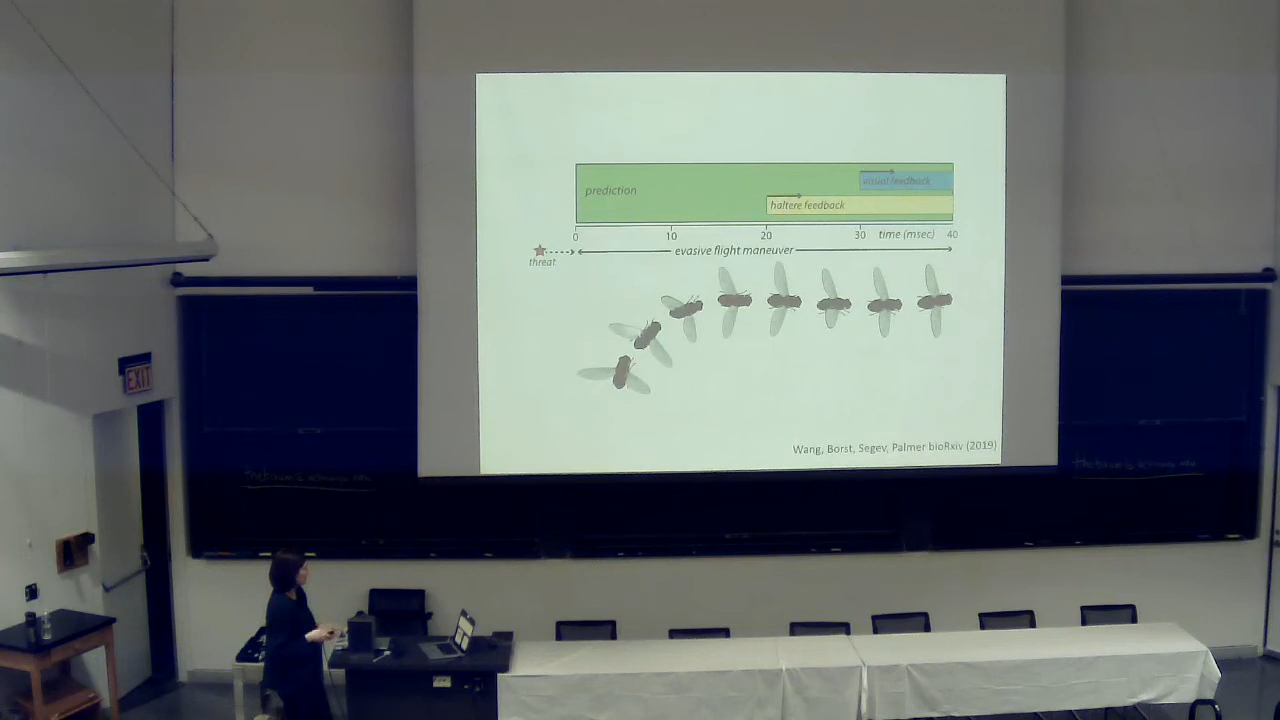 visual feedback
prediction
haltere feedback
0 10 20 30 time (msec) 40
evasive flight maneuver
threat
EXIT
Wang, Borst, Segev, Palmer bioRxiv (2019)